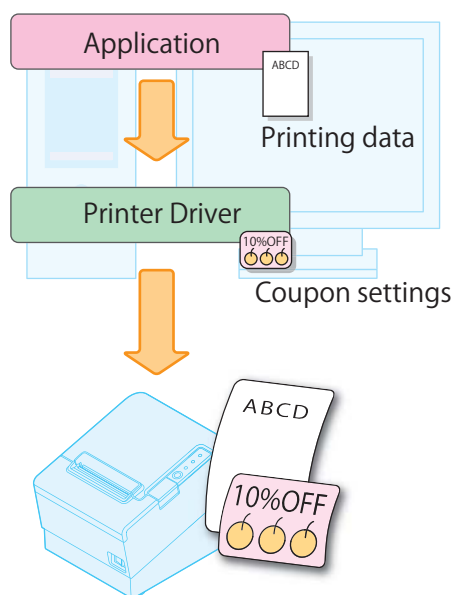 Application
ABCD
Printing data
Printer Driver
10%OFF
Coupon settings
ABCD
10%OFF